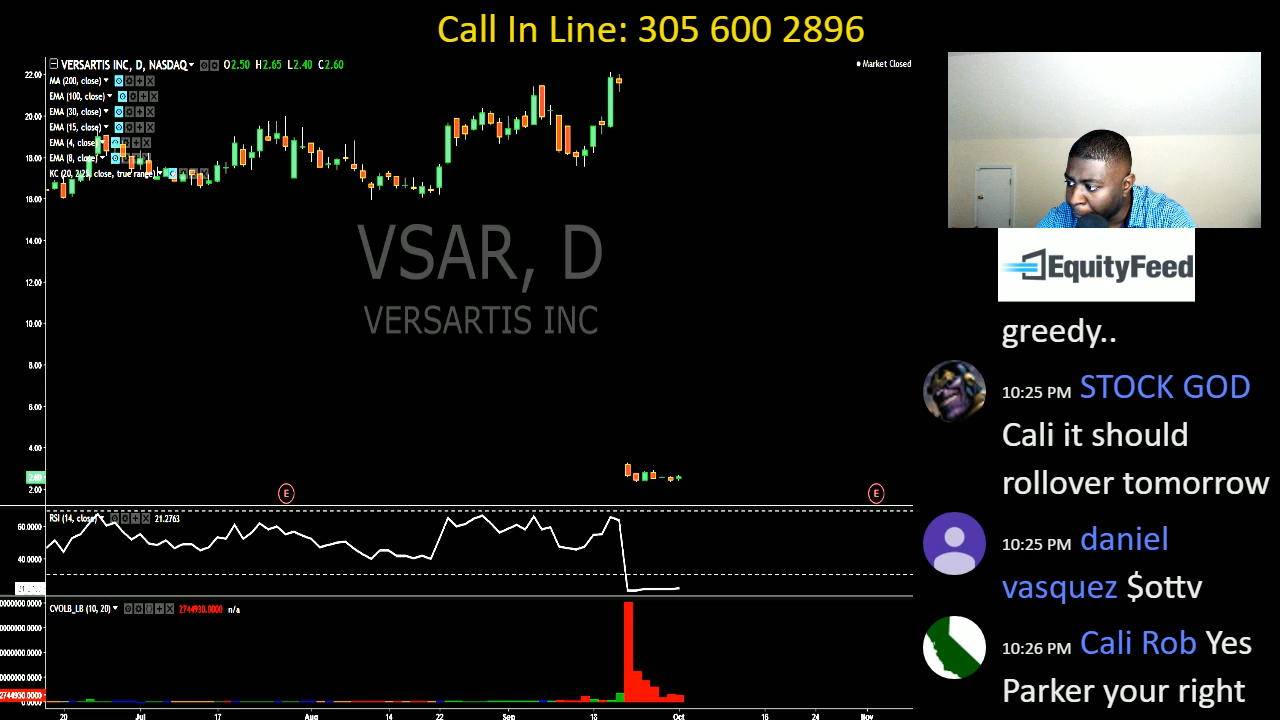 Call In Line: 305 600 2896
VERSARTIS INC, D, NASDAQ O2.50 H2.65 L2.40 C2.60
Market Closed
MA (200, close)
EMA (100, close)
EMA (30, close)
EMA (15, close)
EMA (4, close)
EMA (8, close)
22.00
20.00
18.00
16.00
14.00
12.00
10.00
8.00
6.00
4.00
2.60
2.00
VSAR, D
VERSARTIS INC
E
E
RSI (14, close) 21.2763
60.0000
40.0000
CVOLB_LB (10, 20) 2744930.0000 n/a
2744930.0000
0.0000
20 Jul 17 Aug 14 22 Sep 18 Oct 16 24 Nov
EquityFeed
greedy..
10:25 PM STOCK GOD
Cali it should
rollover tomorrow
10:25 PM daniel
vasquez $ottv
10:26 PM Cali Rob Yes
Parker your right